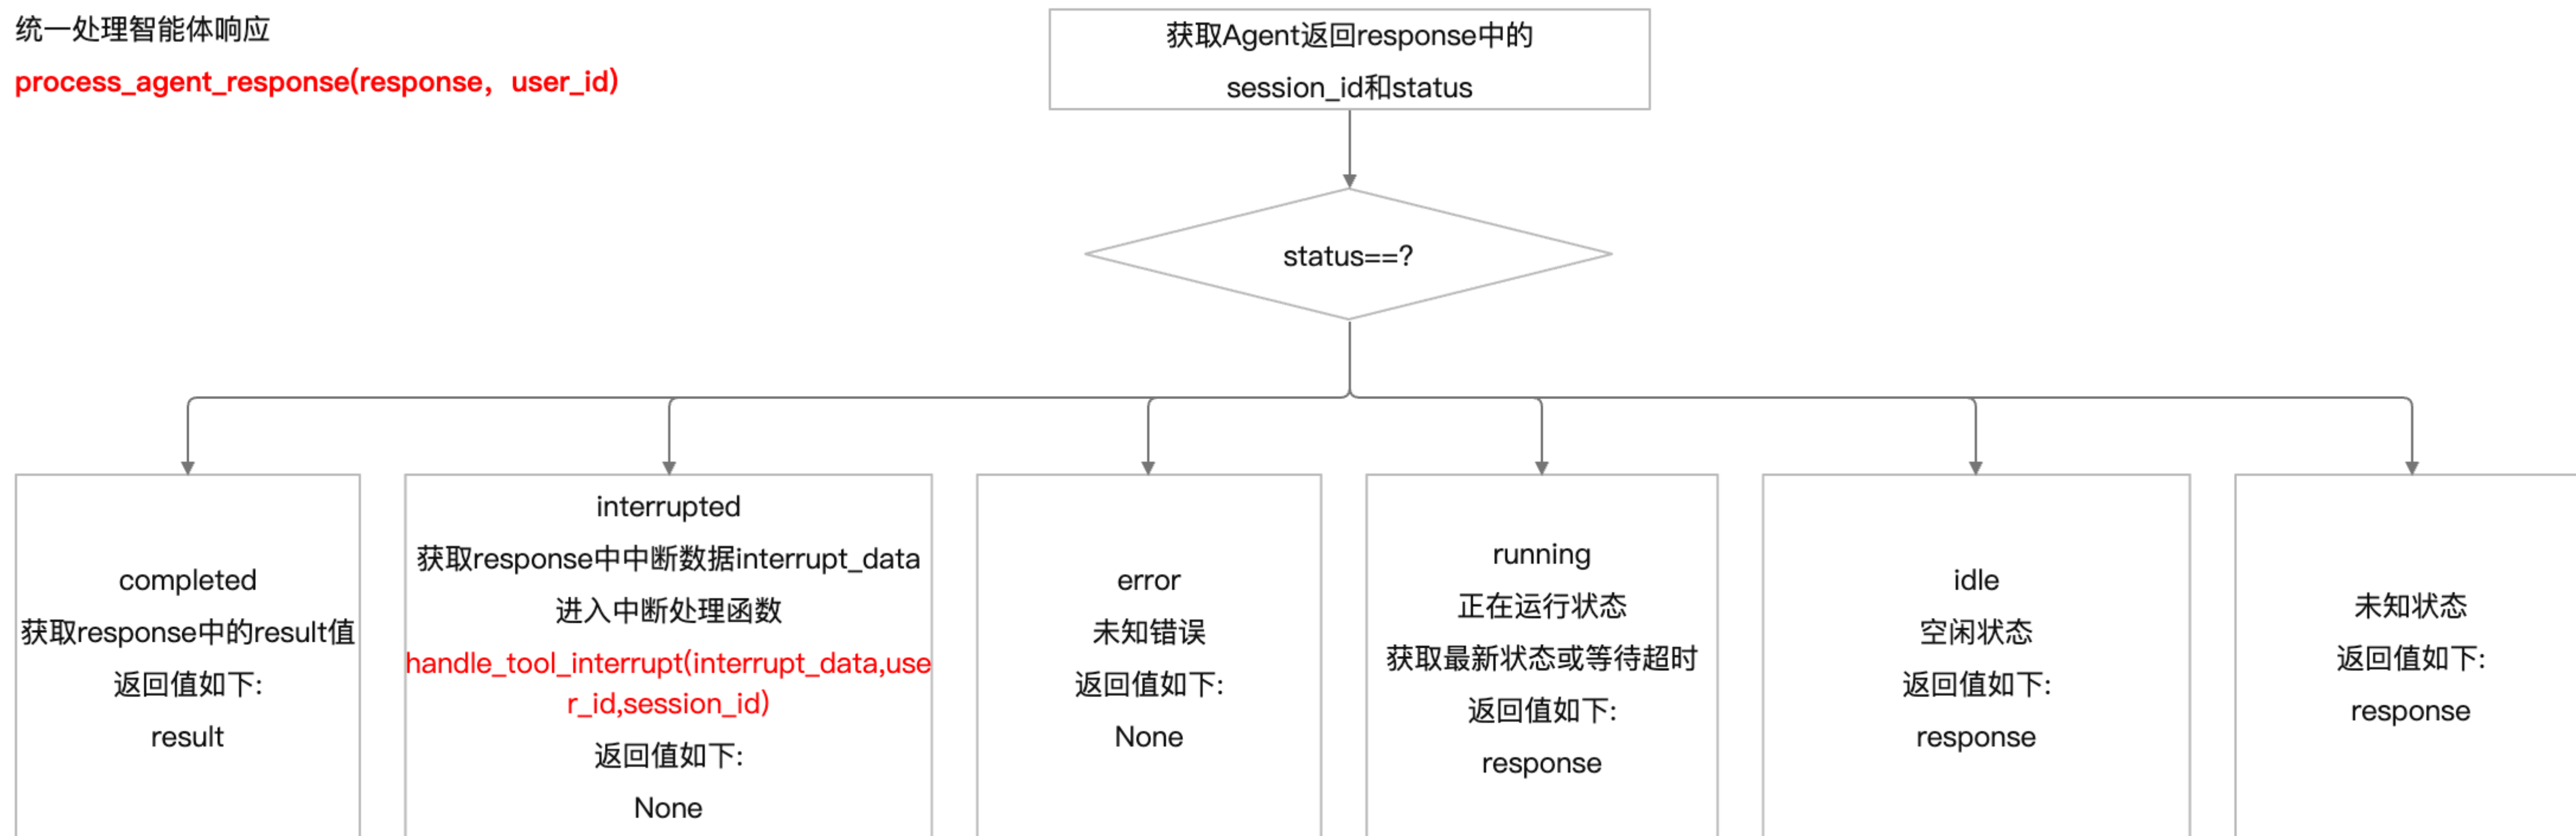 统一处理智能体响应
process_agent_response(response，user_id)
获取Agent返回response中的
session_id和status
status==?
completed
获取response中的result值
返回值如下:
result
interrupted
获取response中中断数据interrupt_data
进入中断处理函数
handle_tool_interrupt(interrupt_data,use
r_id,session_id)
返回值如下:
None
error
未知错误
返回值如下:
None
running
正在运行状态
获取最新状态或等待超时
返回值如下:
response
idle
空闲状态
返回值如下:
response
未知状态
返回值如下:
response